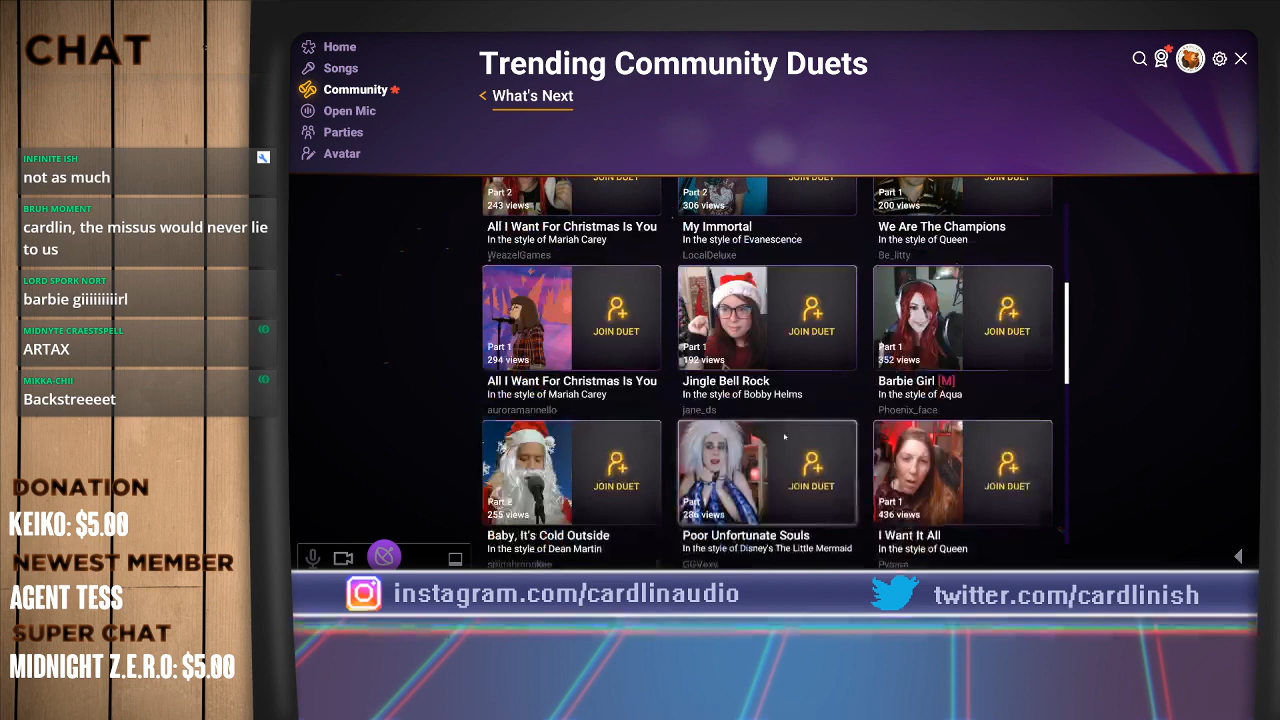 CHAT
INFINITE ISH
not as much
BRUH MOMENT
cardlin, the missus would never lie
to us
LORD SPORK NORT
barbie giiiiiiiirl
MIDNYTE CRAESTSPELL
ARTAX
MIKKA-CHII
Backstreeeet
DONATION
KEIKO: $5.00
NEWEST MEMBER
AGENT TESS
SUPER CHAT
MIDNIGHT Z.E.R.O: $5.00
Home
Songs
Community
Open Mic
Parties
Avatar
Trending Community Duets
< What's Next
JOIN DUET
JOIN DUET
JOIN DUET
Part 2
243 views
Part 2
306 views
Part 1
200 views
All I Want For Christmas Is You
In the style of Mariah Carey
WeazelGames
My Immortal
In the style of Evanescence
LocalDeluxe
We Are The Champions
In the style of Queen
Be_litty
JOIN DUET
JOIN DUET
JOIN DUET
Part 1
294 views
Part 1
192 views
Part 1
352 views
All I Want For Christmas Is You
In the style of Mariah Carey
auroramannello
Jingle Bell Rock
In the style of Bobby Helms
jane_ds
Barbie Girl [M]
In the style of Aqua
Phoenix_face
JOIN DUET
JOIN DUET
JOIN DUET
Part 2
255 views
Part
286 views
Part 1
436 views
Baby, It's Cold Outside
In the style of Dean Martin
Poor Unfortunate Souls
In the style of Disney's The Little Mermaid
I Want It All
In the style of Queen
instagram.com/cardlinaudio
twitter.com/cardlinish